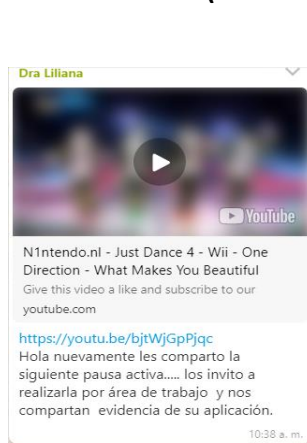 Dra Liliana
YouTube
N1ntendo.nl - Just Dance 4 - Wii - One
Direction - What Makes You Beautiful
Give this video a like and subscribe to our
youtube.com
https://youtu.be/bjtWjGpPjqc
Hola nuevamente les comparto la
siguiente pausa activa..... los invito a
realizarla por área de trabajo  y nos
compartan  evidencia de su aplicación.
10:38 a. m.